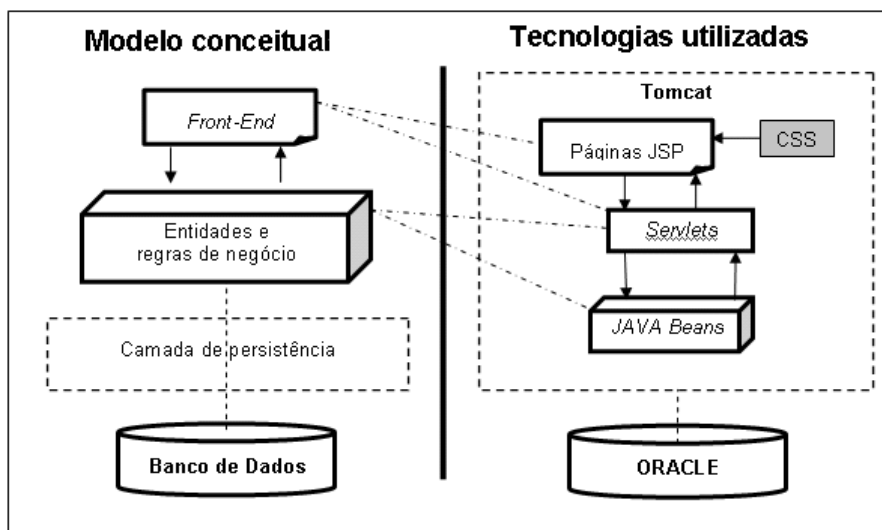 Modelo conceitual
Front-End
Entidades e
regras de negócio
Camada de persistência
Banco de Dados
Tecnologias utilizadas
Tomcat
Páginas JSP
CSS
Servlets
JAVA Beans
ORACLE